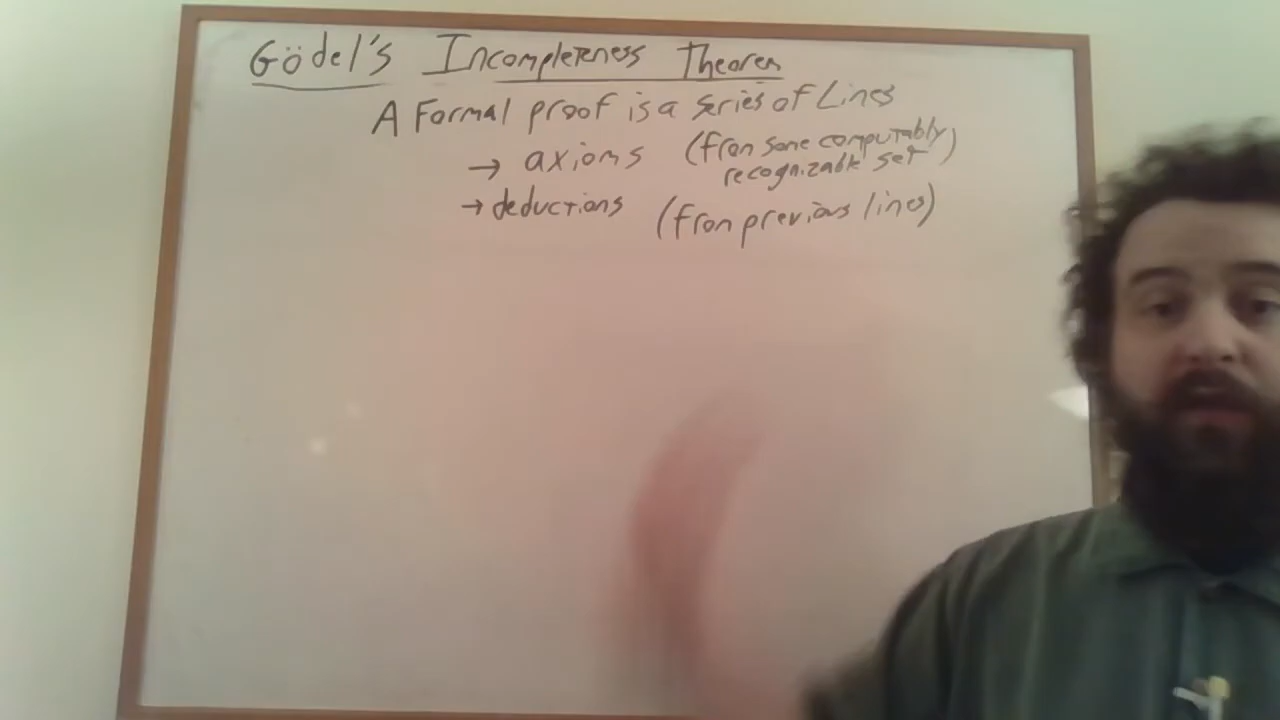 Gödel's Incompleteness Theorem
A Formal proof is a series of Lines
→ axioms (from some computably
recognizable set)
→ deductions (from previous lines)